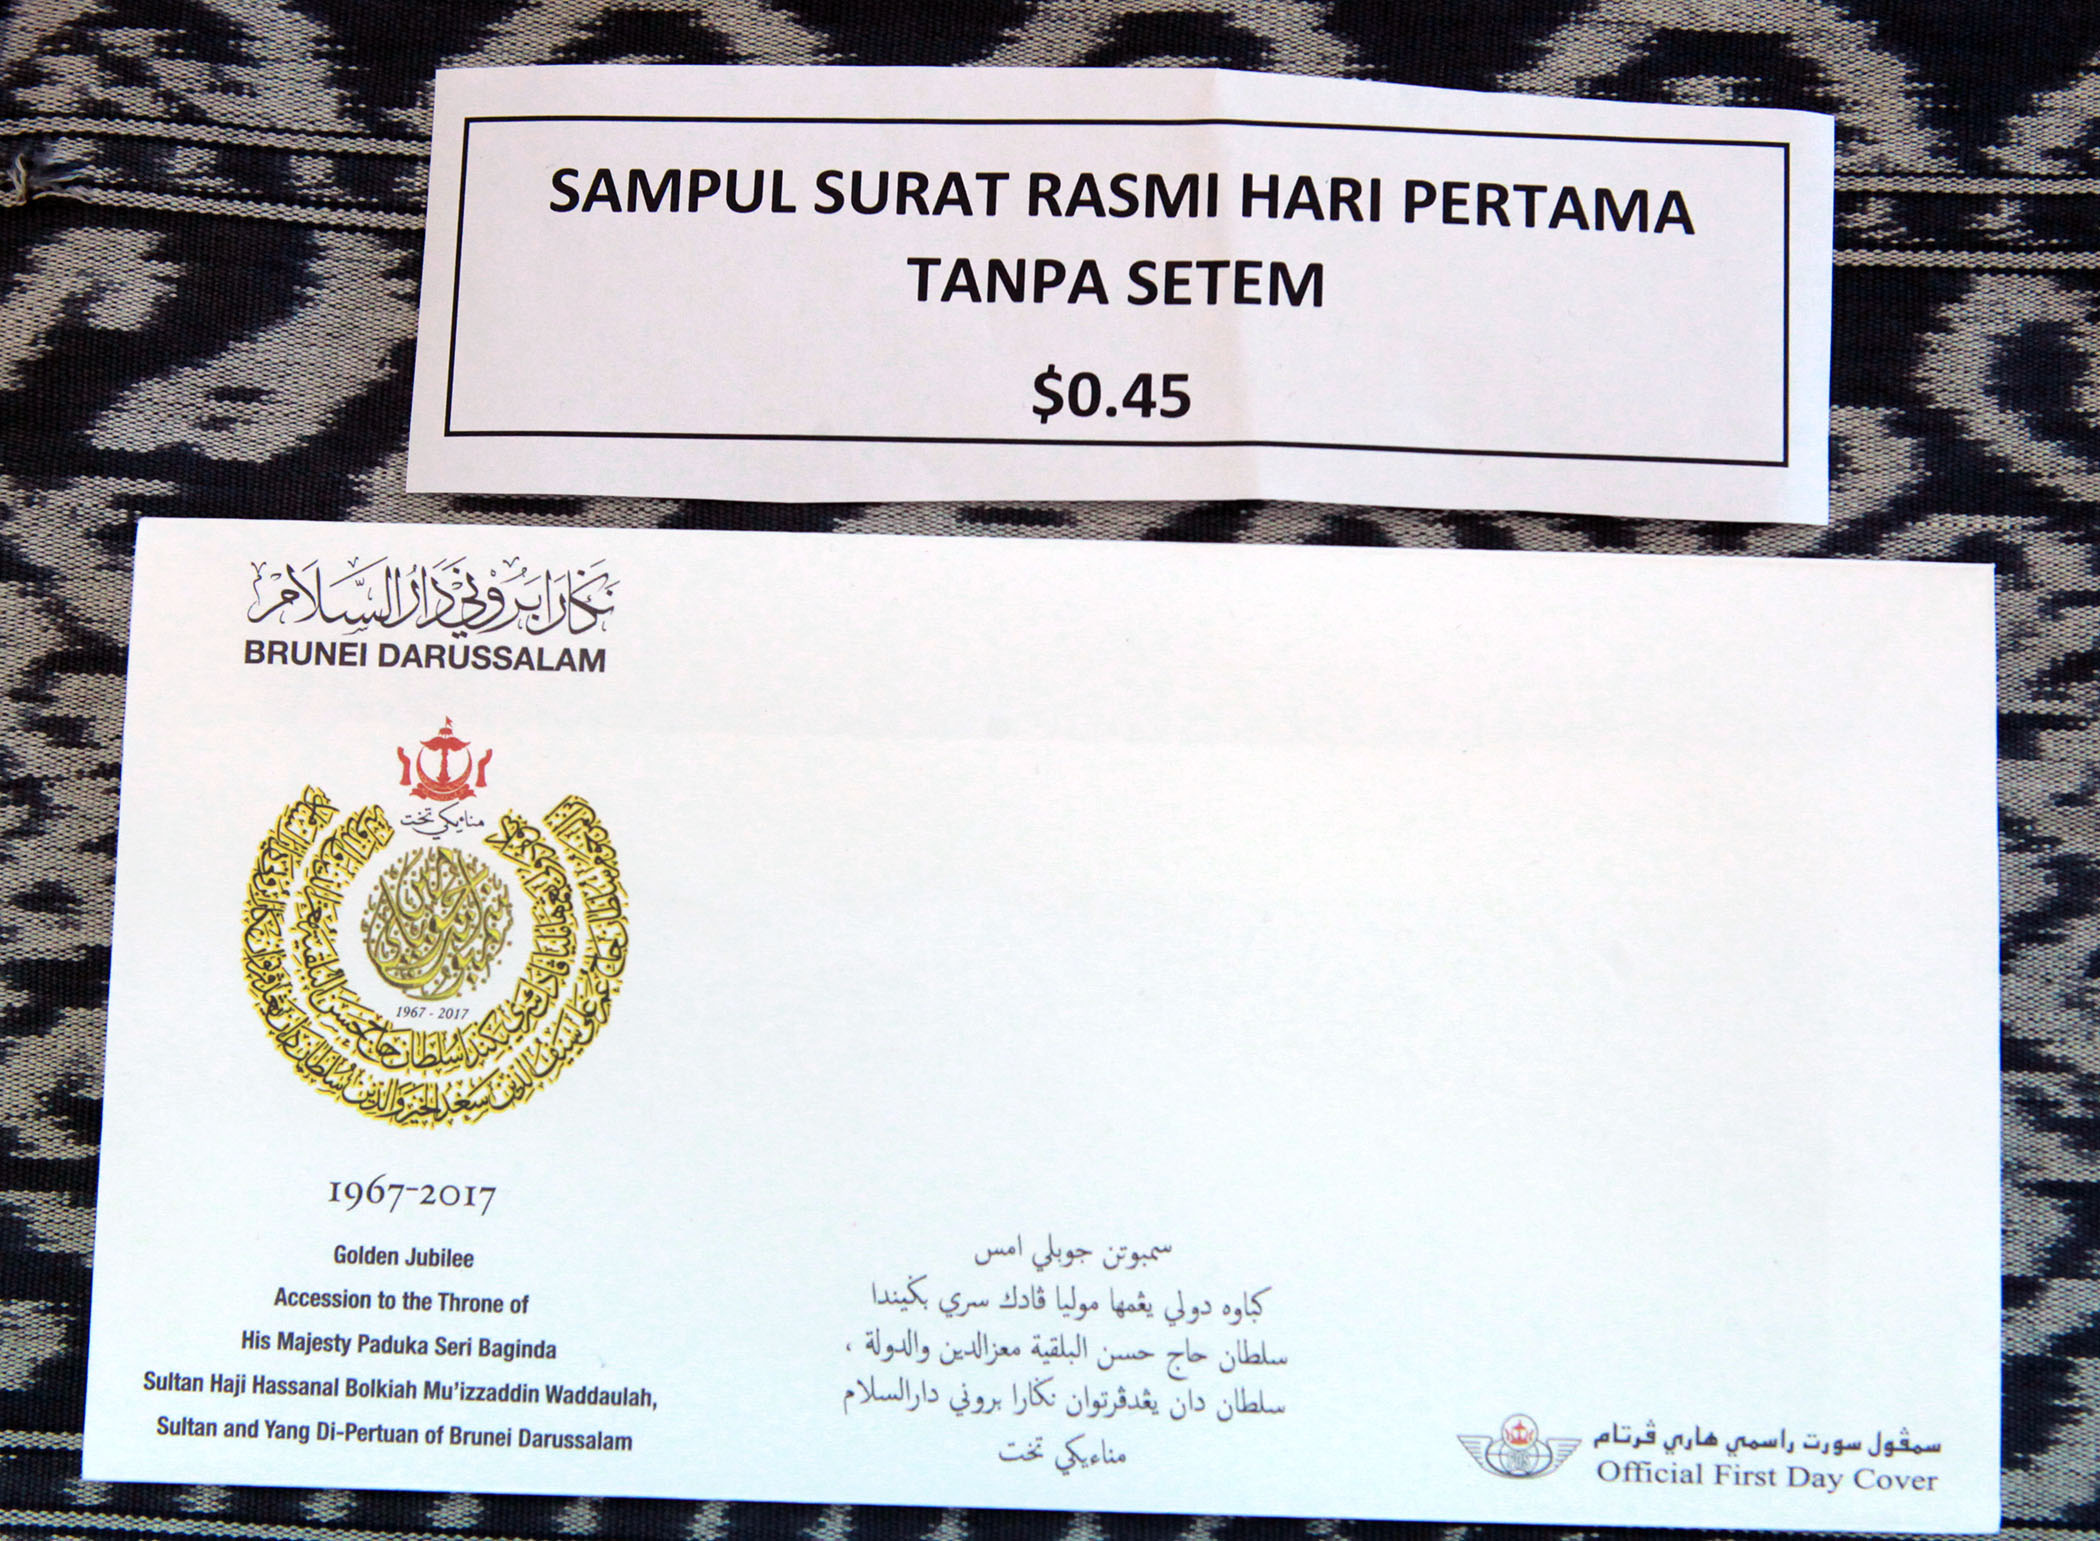 SAMPUL SURAT RASMI HARI PERTAMA
TANPA SETEM
$0.45
نݢارا بروني دارالسلام
BRUNEI DARUSSALAM
مناءيكي تخت
1967 - 2017
1967-2017
Golden Jubilee
Accession to the Throne of
His Majesty Paduka Seri Baginda
Sultan Haji Hassanal Bolkiah Mu'izzaddin Waddaulah,
Sultan and Yang Di-Pertuan of Brunei Darussalam
سمبوتن جوبلي امس
كباوه دولي يڠمها موليا ڤادك سري بݢيندا
سلطان حاج حسن البلقية معزالدين والدولة ،
سلطان دان يڠدڤرتوان نݢارا بروني دارالسلام
مناءيكي تخت
سمڤول سورت راسمي هاري ڤرتام
Official First Day Cover